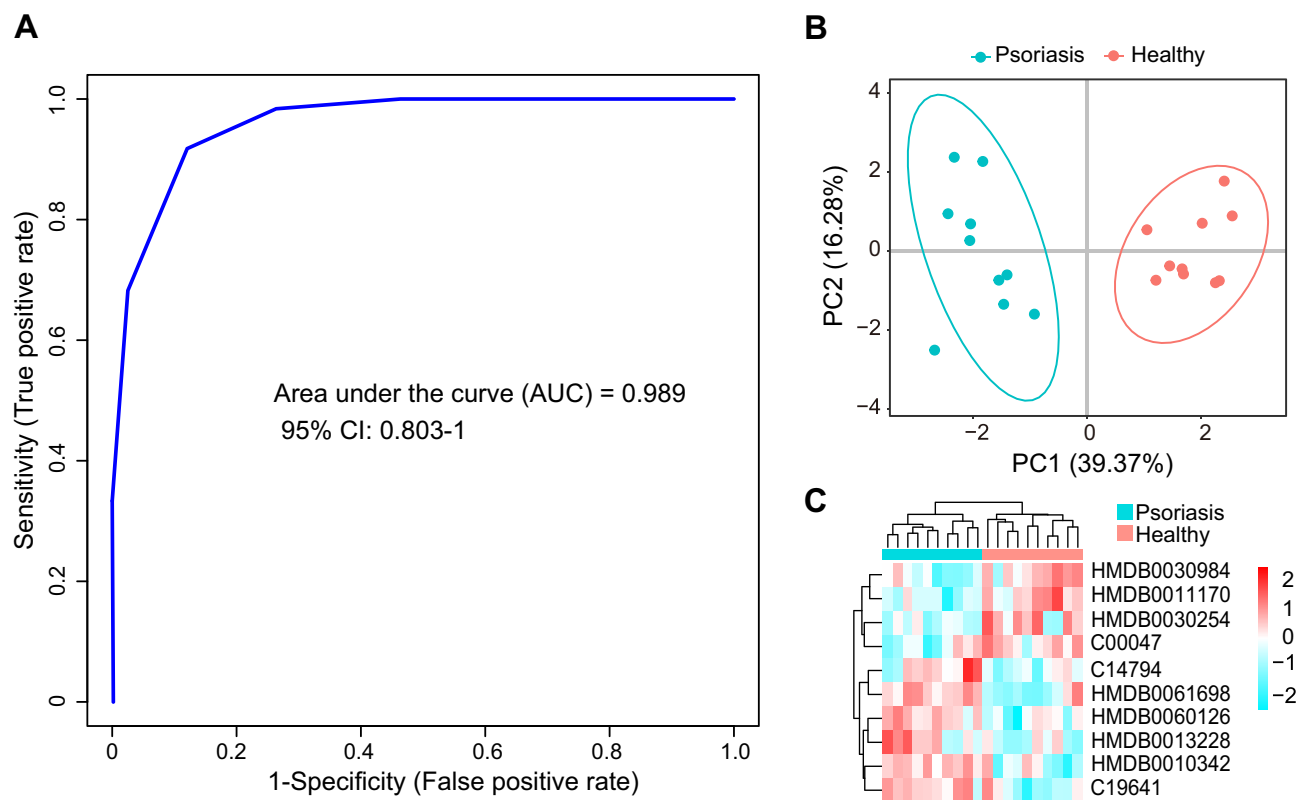 A
1.0
0.8
0.6
0.4
0.2
0
Sensitivity (True positive rate)
Area under the curve (AUC) = 0.989
95% CI: 0.803-1
0 0.2 0.4 0.6 0.8 1.0
1-Specificity (False positive rate)
B
Psoriasis Healthy
4
2
0
−2
−4
PC2 (16.28%)
−2 0 2
PC1 (39.37%)
C
Psoriasis
Healthy
HMDB0030984
HMDB0011170
HMDB0030254
C00047
C14794
HMDB0061698
HMDB0060126
HMDB0013228
HMDB0010342
C19641
2
1
0
−1
−2